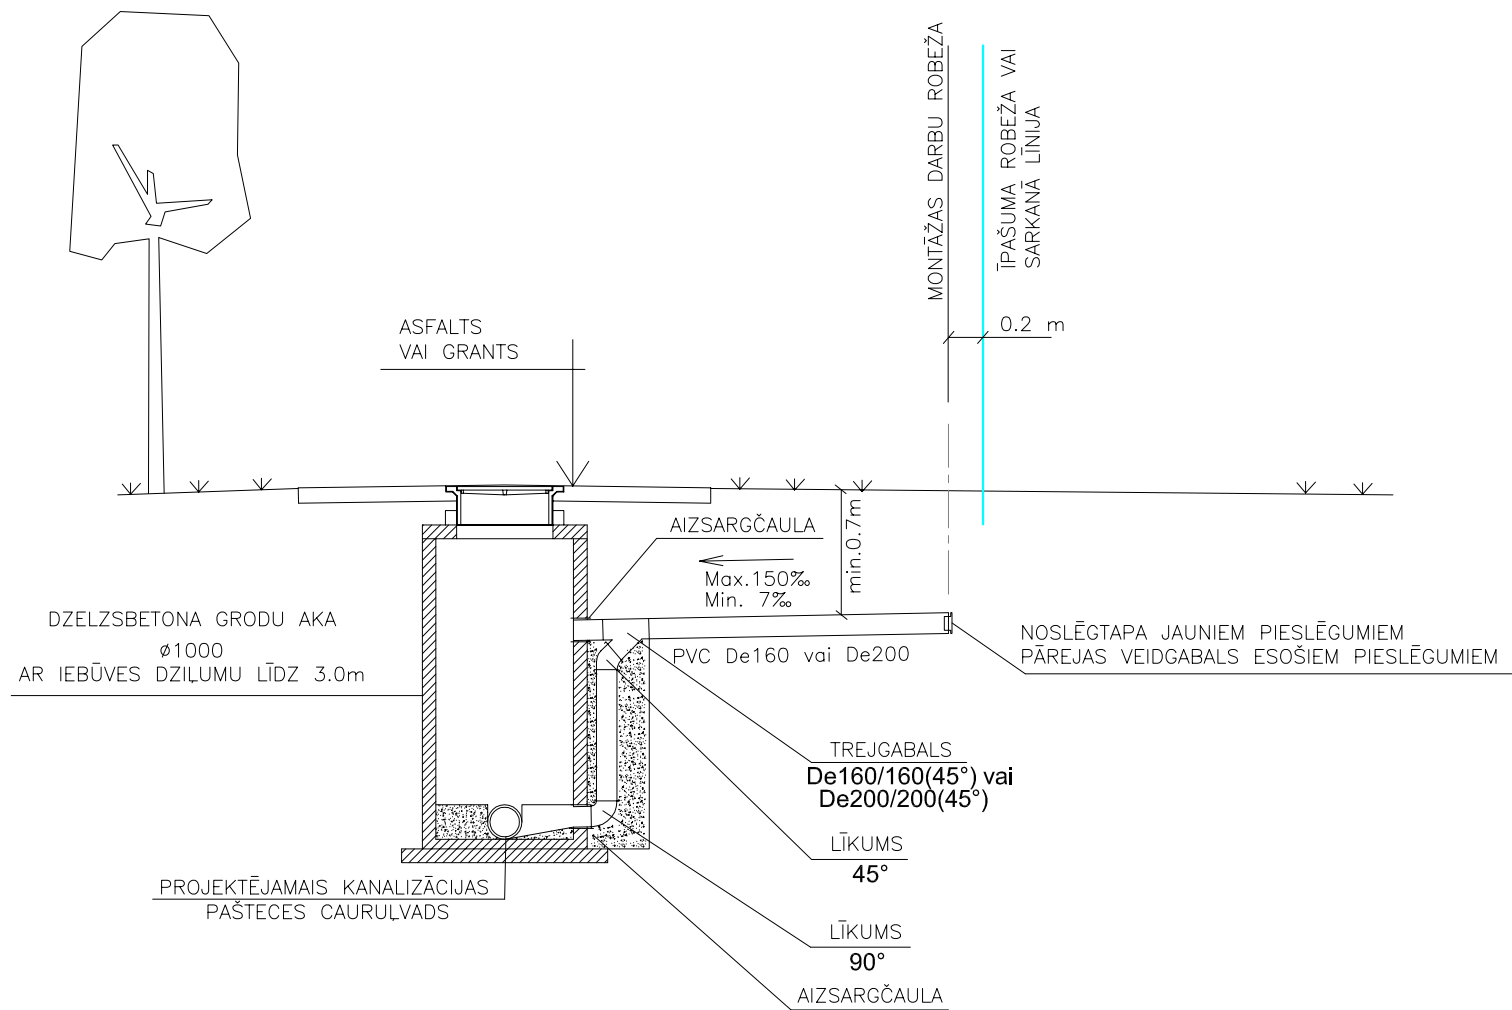 MONTĀŽAS DARBU ROBEŽA
ĪPAŠUMA ROBEŽA VAI
SARKANĀ LĪNIJA
0.2 m
ASFALTS
VAI GRANTS
AIZSARGČAULA
min.0.7m
Max.150‰
Min. 7‰
DZELZSBETONA GRODU AKA
ø1000
AR IEBŪVES DZIĻUMU LĪDZ 3.0m
PVC De160 vai De200
NOSLĒGTAPA JAUNIEM PIESLĒGUMIEM
PĀREJAS VEIDGABALS ESOŠIEM PIESLĒGUMIEM
TREJGABALS
De160/160(45°) vai
De200/200(45°)
LĪKUMS
45°
PROJEKTĒJAMAIS KANALIZĀCIJAS
PAŠTECES CAURUĻVADS
LĪKUMS
90°
AIZSARGČAULA